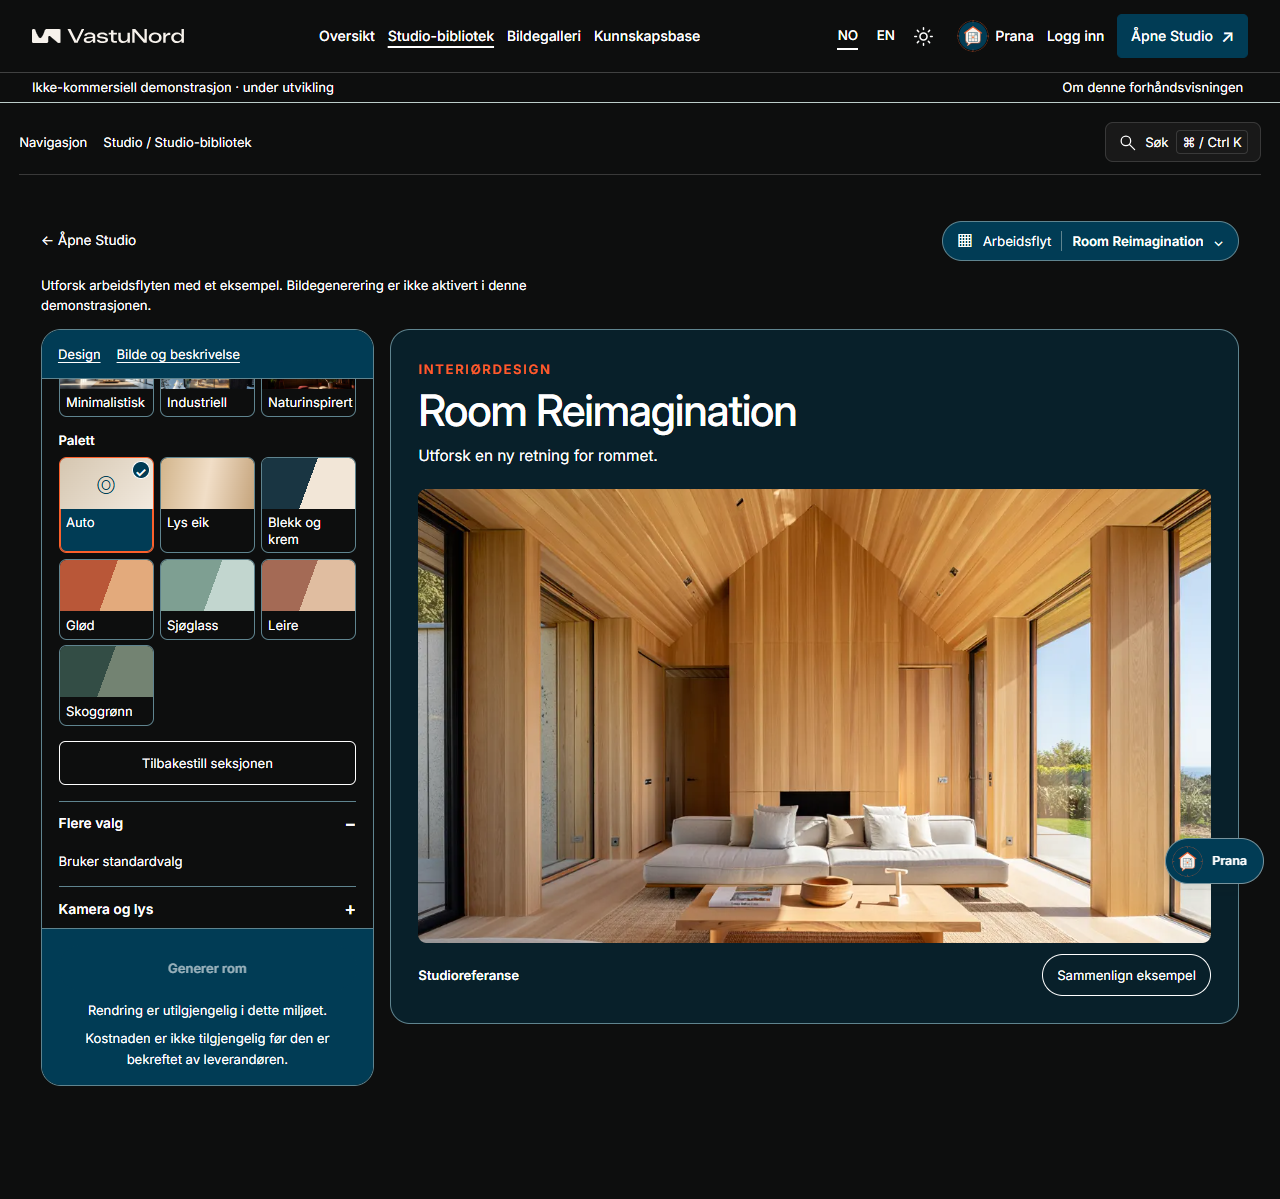 VastuNord
Oversikt Studio-bibliotek Bildegalleri Kunnskapsbase
NO EN Prana Logg inn Åpne Studio ↗
Ikke-kommersiell demonstrasjon · under utvikling
Om denne forhåndsvisningen
Navigasjon Studio / Studio-bibliotek
Søk ⌘ / Ctrl K
← Åpne Studio
Arbeidsflyt Room Reimagination
Utforsk arbeidsflyten med et eksempel. Bildegenerering er ikke aktivert i denne
demonstrasjonen.
Design Bilde og beskrivelse
Minimalistisk Industriell Naturinspirert
Palett
Auto Lys eik Blekk og
krem
Glød Sjøglass Leire
Skoggrønn
Tilbakestill seksjonen
Flere valg −
Bruker standardvalg
Kamera og lys +
Generer rom
Rendring er utilgjengelig i dette miljøet.
Kostnaden er ikke tilgjengelig før den er
bekreftet av leverandøren.
INTERIØRDESIGN
Room Reimagination
Utforsk en ny retning for rommet.
Prana
Studioreferanse
Sammenlign eksempel